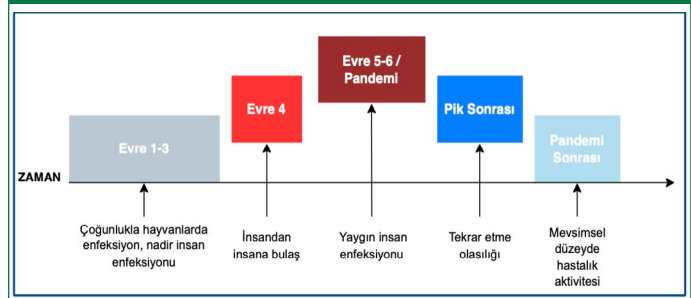 Evre 5-6 /
Pandemi
Evre 4
Pik Sonrası
Evre 1-3
Pandemi
Sonrası
ZAMAN
Çoğunlukla hayvanlarda
enfeksiyon, nadir insan
enfeksiyonu
İnsandan
insana bulaş
Yaygın insan
enfeksiyonu
Tekrar etme
olasılığı
Mevsimsel
düzeyde
hastalık
aktivitesi